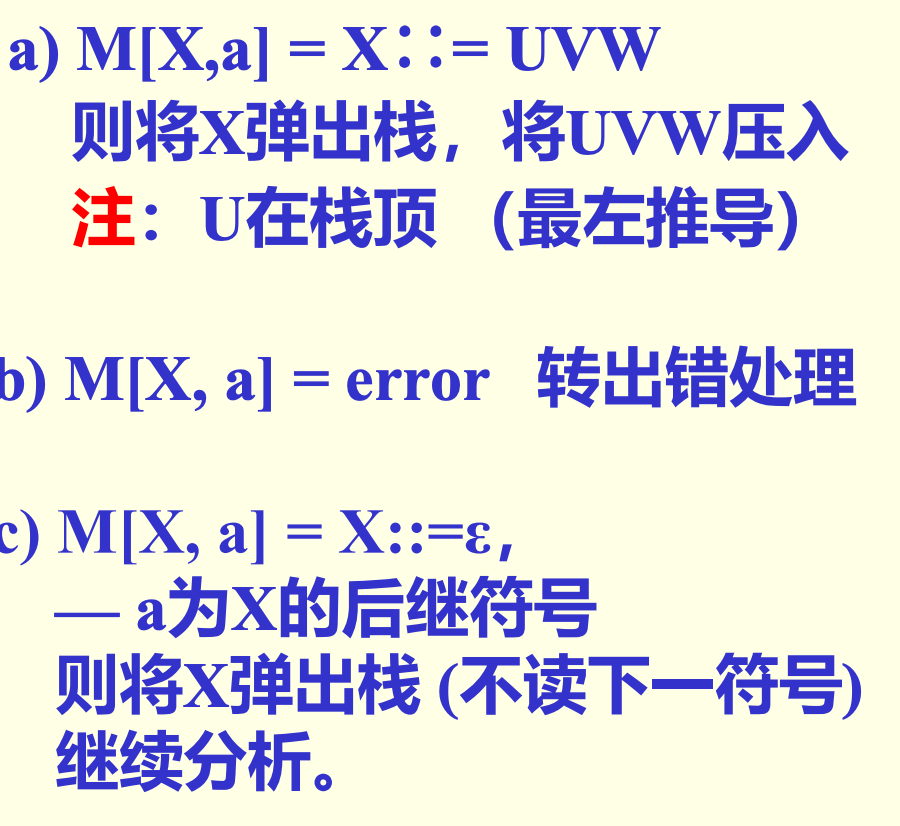 a) M[X,a] = X∷= UVW
则将X弹出栈，将UVW压入
注：U在栈顶 （最左推导）
b) M[X, a] = error 转出错处理
c) M[X, a] = X::=ε，
— a为X的后继符号
则将X弹出栈 (不读下一符号)
继续分析。